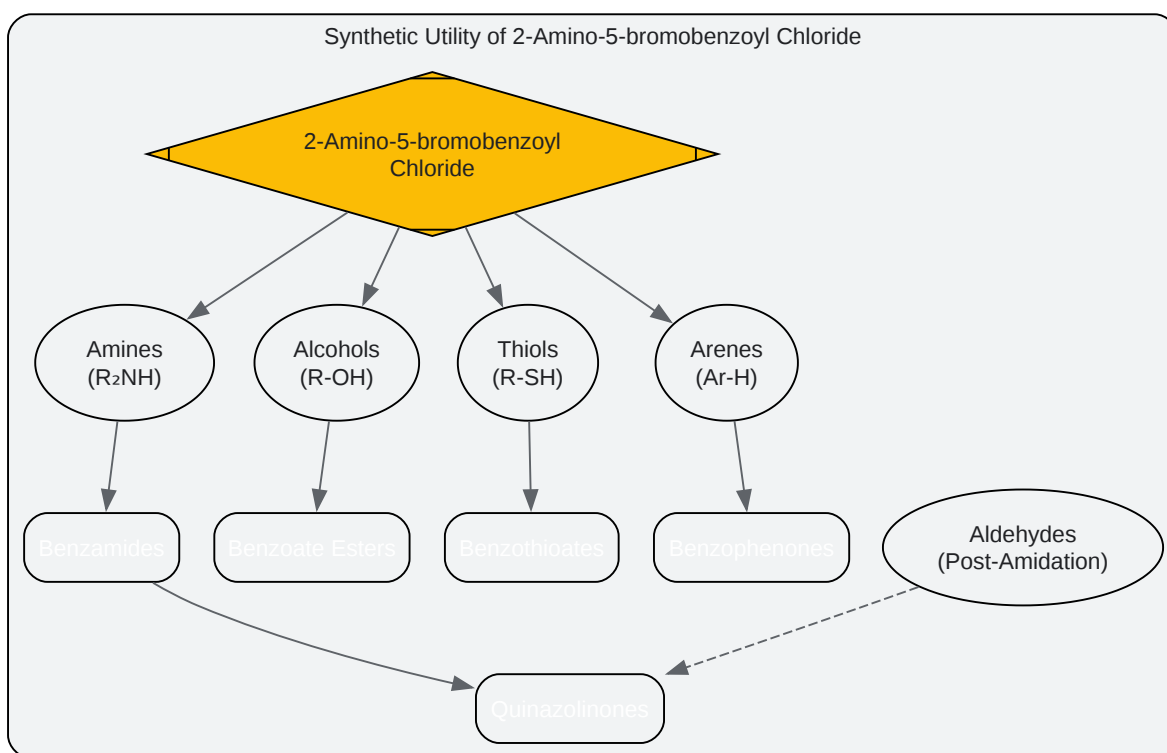 Synthetic Utility of 2-Amino-5-bromobenzoyl Chloride
2-Amino-5-bromobenzoyl
Chloride
Amines
(R₂NH)
Alcohols
(R-OH)
Thiols
(R-SH)
Arenes
(Ar-H)
Benzamides
Benzoate Esters
Benzothioates
Benzophenones
Aldehydes
(Post-Amidation)
Quinazolinones